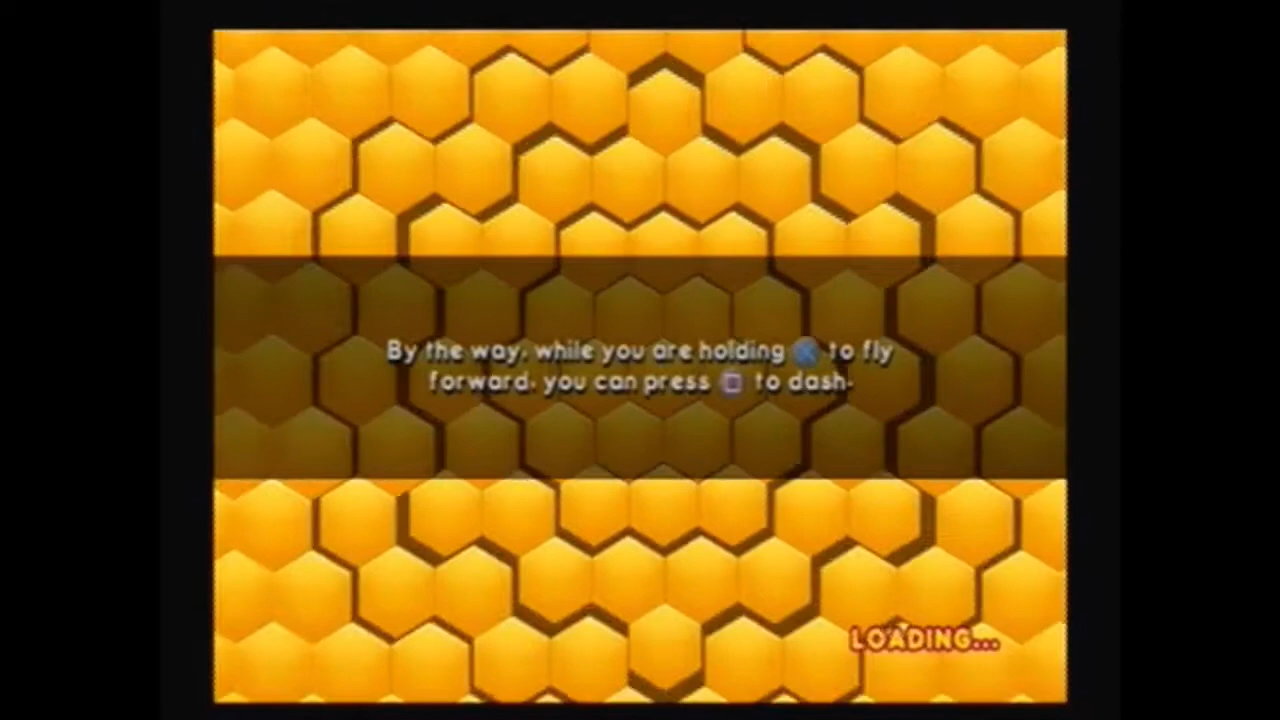 By the way, while you are holding ⓧ to fly
forward, you can press □ to dash.
LOADING...